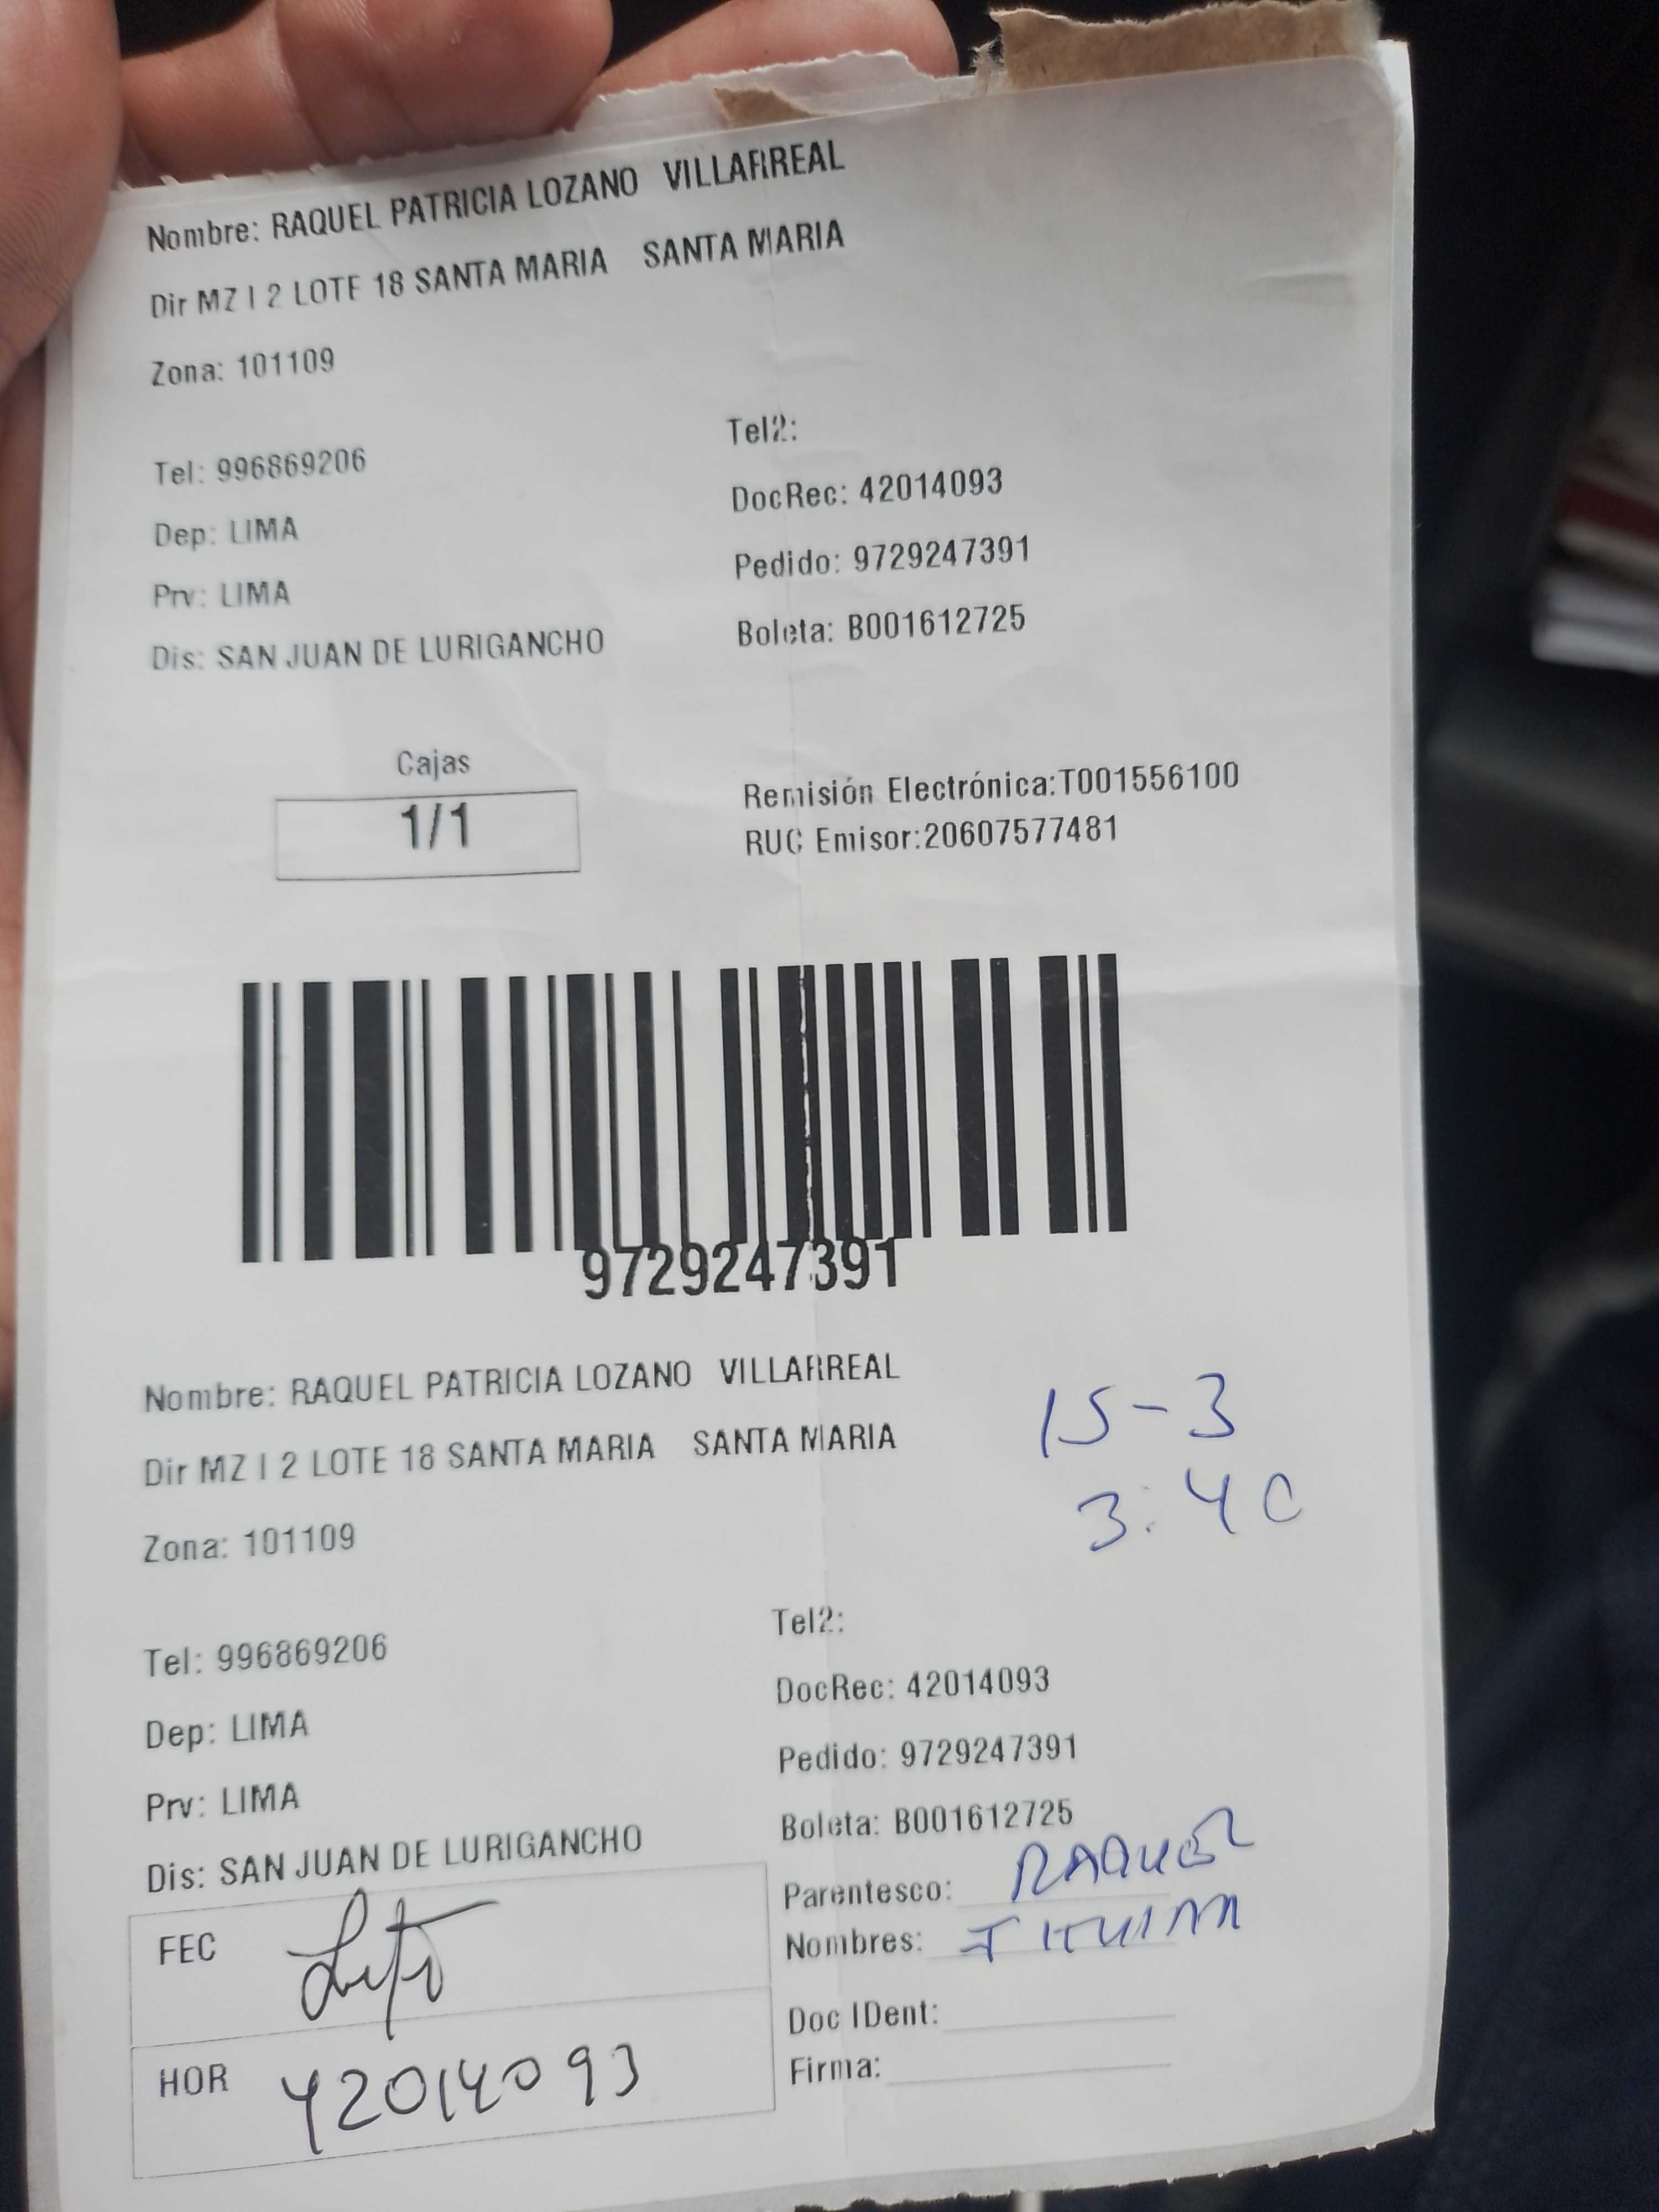 Nombre: RAQUEL PATRICIA LOZANO VILLARREAL
Dir MZ I 2 LOTE 18 SANTA MARIA SANTA MARIA
Zona: 101109
Tel2:
Tel: 996869206
DocRec: 42014093
Dep: LIMA
Pedido: 9729247391
Prv: LIMA
Boleta: B001612725
Dis: SAN JUAN DE LURIGANCHO
Cajas
1/1
Remisión Electrónica:T001556100
RUC Emisor:20607577481
9729247391
Nombre: RAQUEL PATRICIA LOZANO VILLARREAL
15-3
Dir MZ I 2 LOTE 18 SANTA MARIA SANTA MARIA
3:40
Zona: 101109
Tel2:
Tel: 996869206
DocRec: 42014093
Dep: LIMA
Pedido: 9729247391
Prv: LIMA
Boleta: B001612725
Dis: SAN JUAN DE LURIGANCHO
Parentesco: RAQUEL
FEC
Nombres:
Doc IDent:
HOR 42014093
Firma: